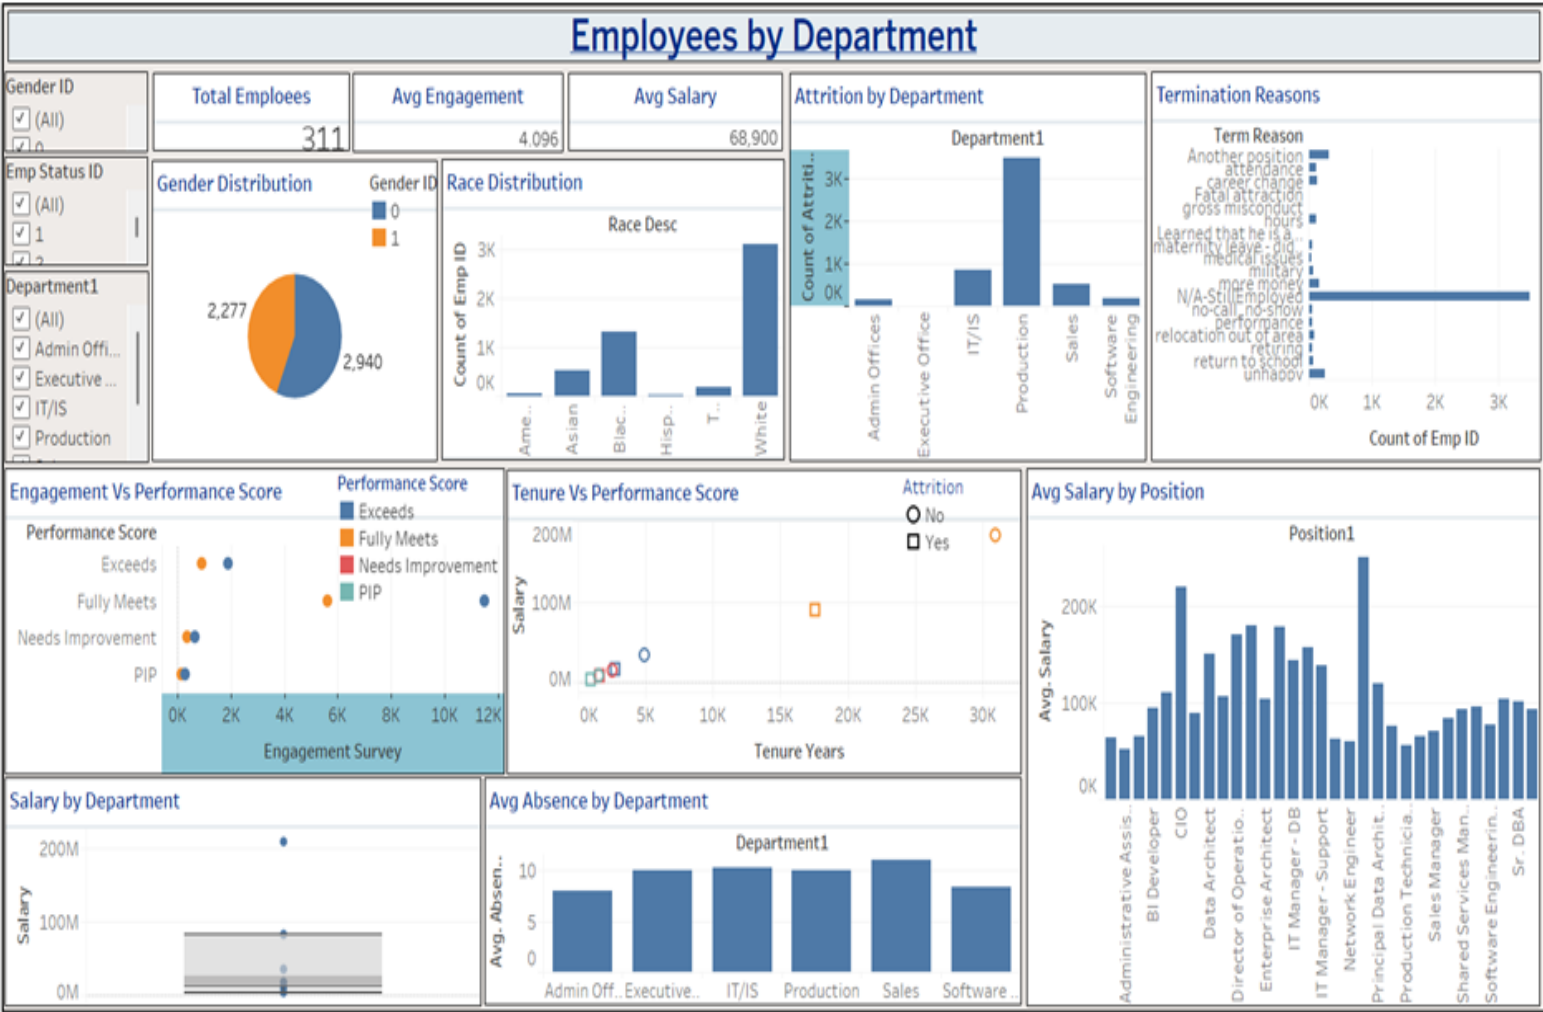 Employees by Department
Gender ID
(All)
0
Emp Status ID
(All)
1
2
Department1
(All)
Admin Offi...
Executive ...
IT/IS
Production
Total Emploees
311
Avg Engagement
4.096
Avg Salary
68,900
Gender Distribution
Gender ID
0
1
2,277
2,940
Race Distribution
Race Desc
Count of Emp ID
3K
2K
1K
0K
Ame..
Asian
Blac..
Hisp..
T..
White
Attrition by Department
Department1
Count of Attriti..
3K
2K
1K
0K
Admin Offices
Executive Office
IT/IS
Production
Sales
Software
Engineering
Termination Reasons
Term Reason
Another position
attendance
career change
Fatal attraction
gross misconduct
hours
Learned that he is a...
maternity leave - did...
medical issues
military
more money
N/A-StillEmployed
no-call, no-show
performance
relocation out of area
retiring
return to school
unhappy
0K
1K
2K
3K
Count of Emp ID
Engagement Vs Performance Score
Performance Score
Exceeds
Fully Meets
Needs Improvement
PIP
Performance Score
Exceeds
Fully Meets
Needs Improvement
PIP
0K
2K
4K
6K
8K
10K
12K
Engagement Survey
Tenure Vs Performance Score
Attrition
No
Yes
Salary
200M
100M
0M
0K
5K
10K
15K
20K
25K
30K
Tenure Years
Avg Salary by Position
Position1
Avg. Salary
200K
100K
0K
Administrative Assis..
BI Developer
CIO
Data Architect
Director of Operatio..
Enterprise Architect
IT Manager - DB
IT Manager - Support
Network Engineer
Principal Data Archit..
Production Technicia..
Sales Manager
Shared Services Man..
Software Engineerin..
Sr. DBA
Salary by Department
Salary
200M
100M
0M
Avg Absence by Department
Department1
Avg. Absen..
10
5
0
Admin Off..
Executive..
IT/IS
Production
Sales
Software ..